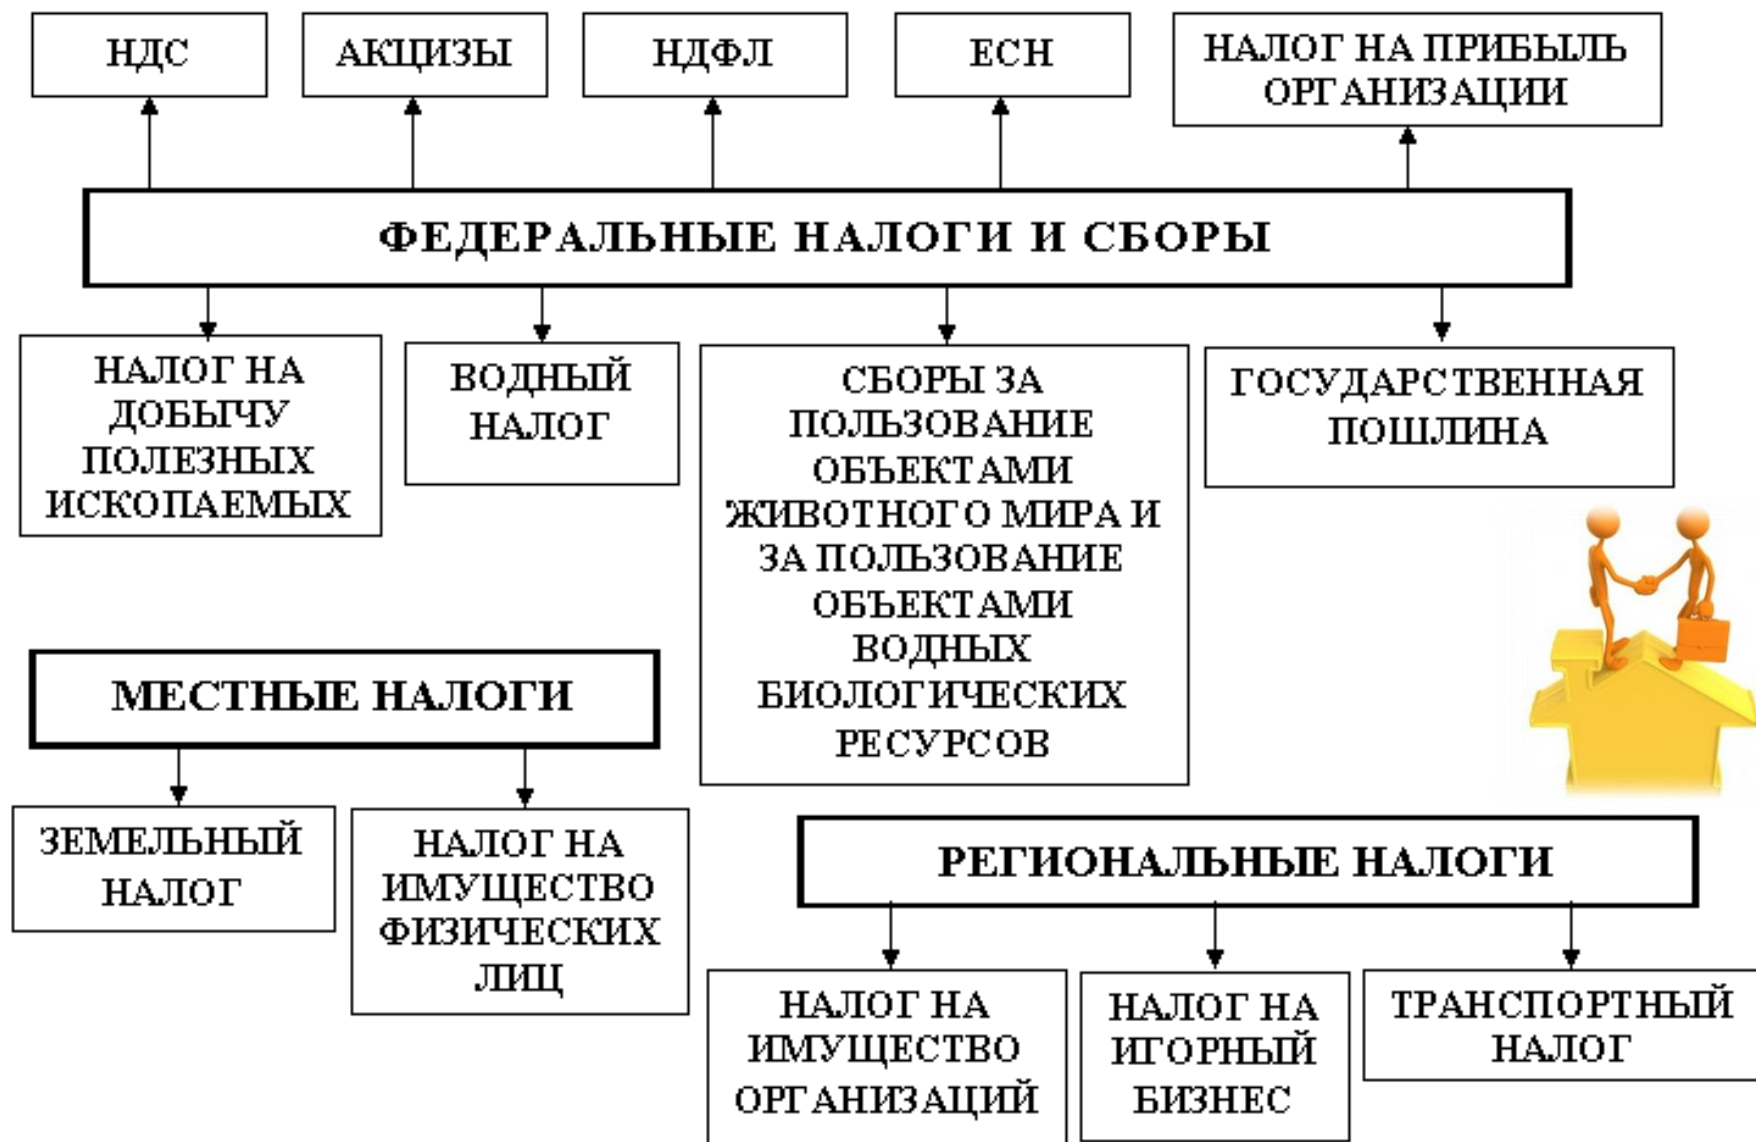 НДС
АКЦИЗЫ
НДФЛ
ЕСН
НАЛОГ НА ПРИБЫЛЬ
ОРГАНИЗАЦИИ
ФЕДЕРАЛЬНЫЕ НАЛОГИ И СБОРЫ
НАЛОГ НА
ДОБЫЧУ
ПОЛЕЗНЫХ
ИСКОПАЕМЫХ
ВОДНЫЙ
НАЛОГ
СБОРЫ ЗА
ПОЛЬЗОВАНИЕ
ОБЪЕКТАМИ
ЖИВОТНОГО МИРА И
ЗА ПОЛЬЗОВАНИЕ
ОБЪЕКТАМИ
ВОДНЫХ
БИОЛОГИЧЕСКИХ
РЕСУРСОВ
ГОСУДАРСТВЕННАЯ
ПОШЛИНА
МЕСТНЫЕ НАЛОГИ
ЗЕМЕЛЬНЫЙ
НАЛОГ
НАЛОГ НА
ИМУЩЕСТВО
ФИЗИЧЕСКИХ
ЛИЦ
РЕГИОНАЛЬНЫЕ НАЛОГИ
НАЛОГ НА
ИМУЩЕСТВО
ОРГАНИЗАЦИЙ
НАЛОГ НА
ИГОРНЫЙ
БИЗНЕС
ТРАНСПОРТНЫЙ
НАЛОГ